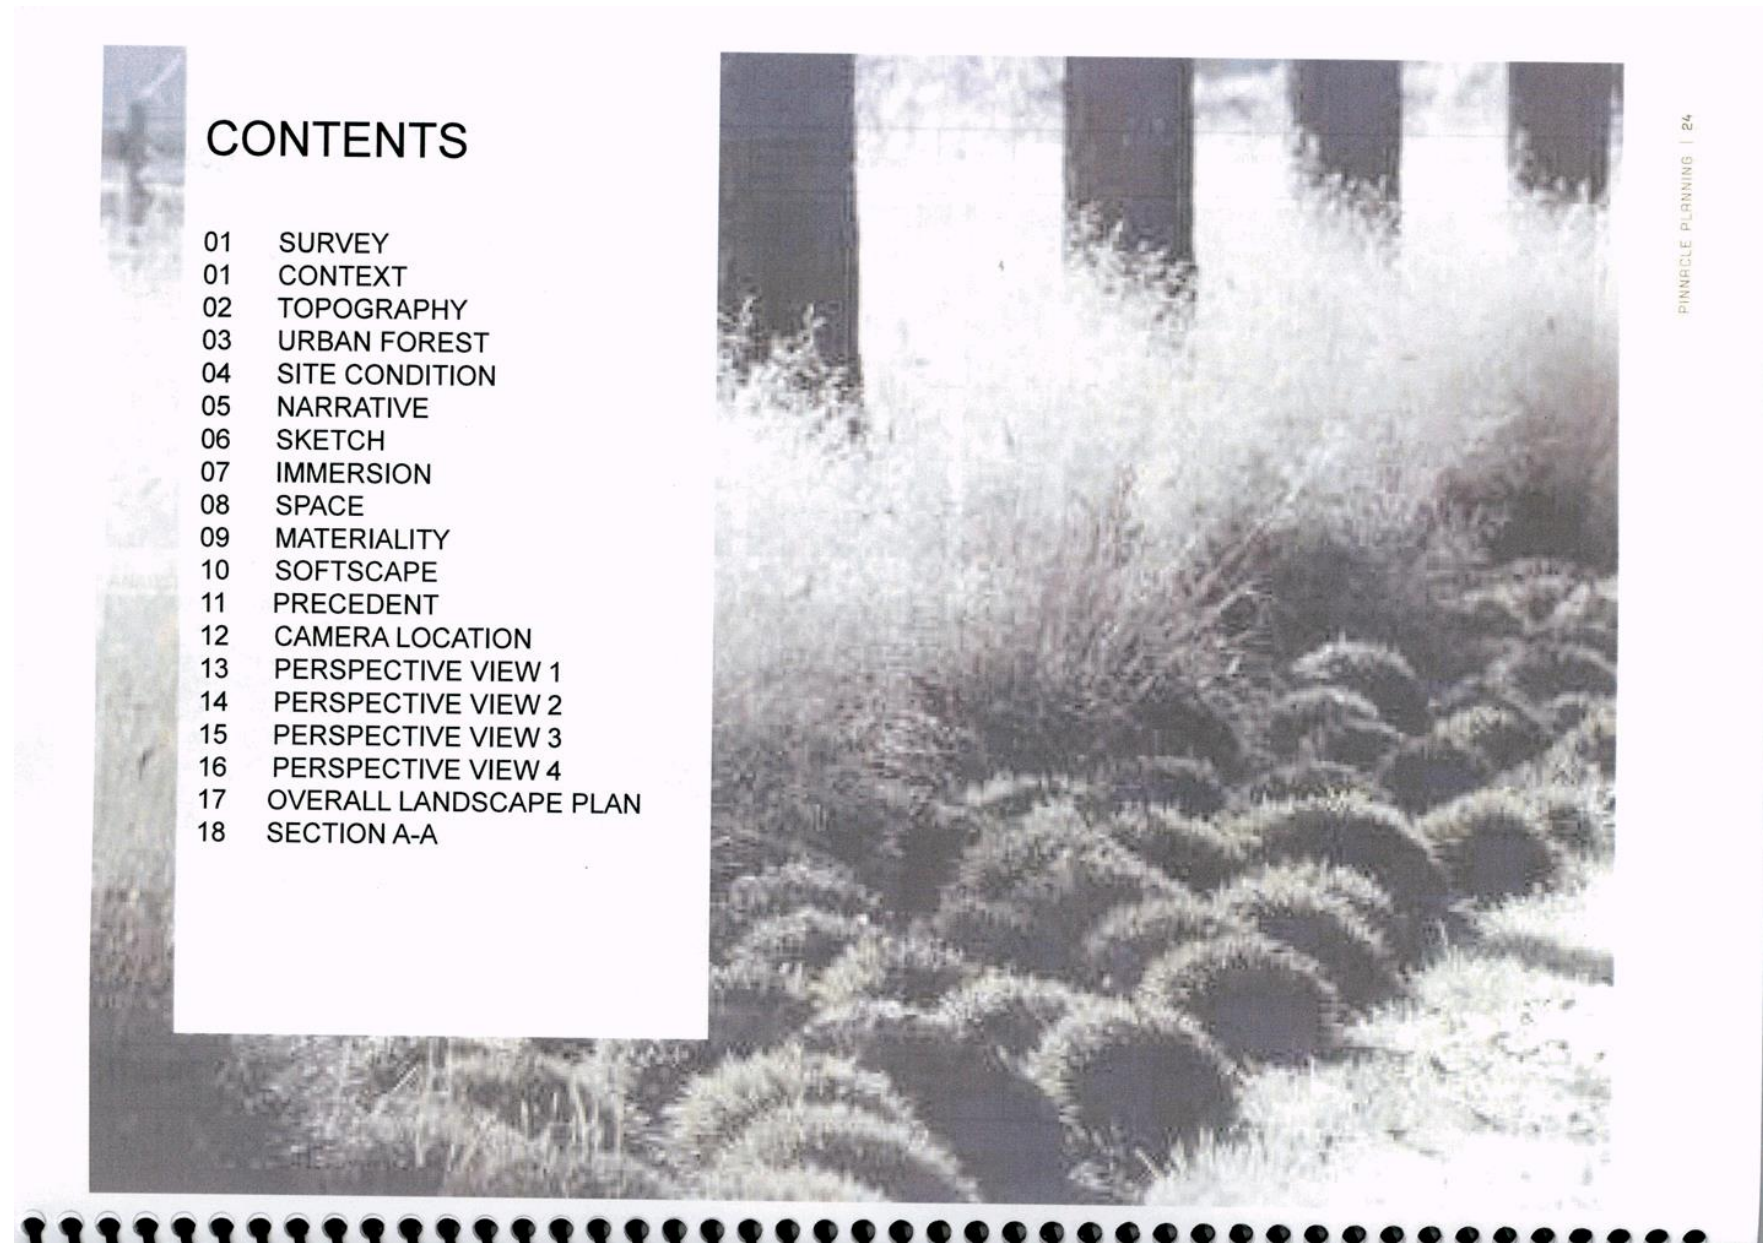 CONTENTS
01 SURVEY
01 CONTEXT
02 TOPOGRAPHY
03 URBAN FOREST
04 SITE CONDITION
05 NARRATIVE
06 SKETCH
07 IMMERSION
08 SPACE
09 MATERIALITY
10 SOFTSCAPE
11 PRECEDENT
12 CAMERA LOCATION
13 PERSPECTIVE VIEW 1
14 PERSPECTIVE VIEW 2
15 PERSPECTIVE VIEW 3
16 PERSPECTIVE VIEW 4
17 OVERALL LANDSCAPE PLAN
18 SECTION A-A
PINNACLE PLANNING | 24